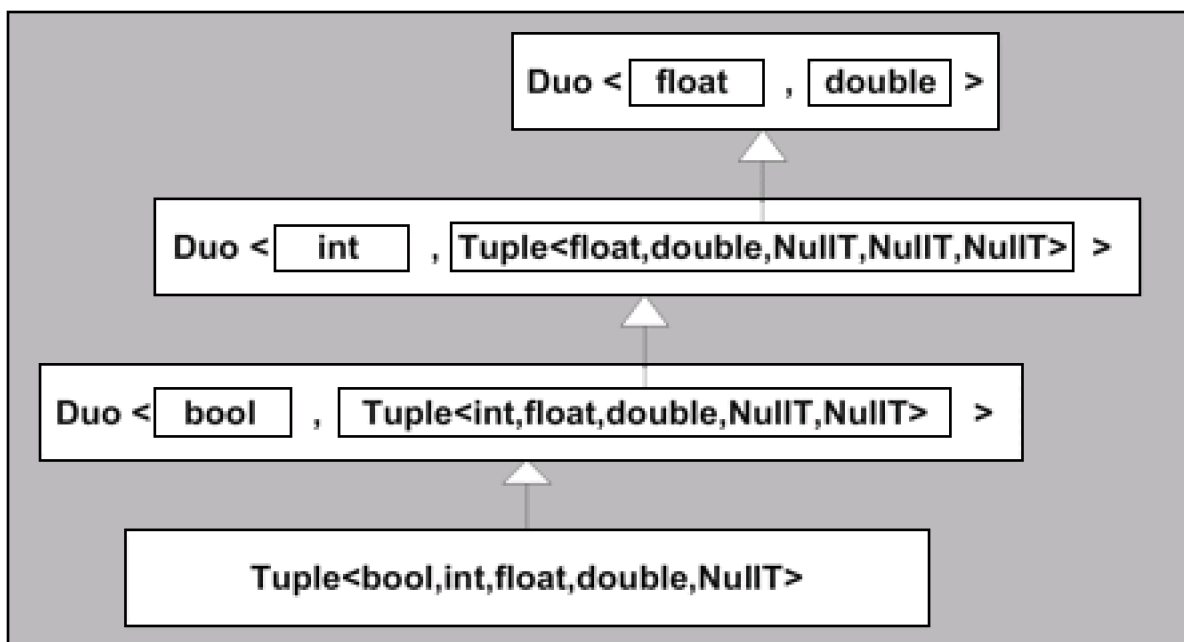 Duo < float , double >
Duo < int , Tuple<float,double,NullT,NullT,NullT> >
Duo < bool , Tuple<int,float,double,NullT,NullT> >
Tuple<bool,int,float,double,NullT>